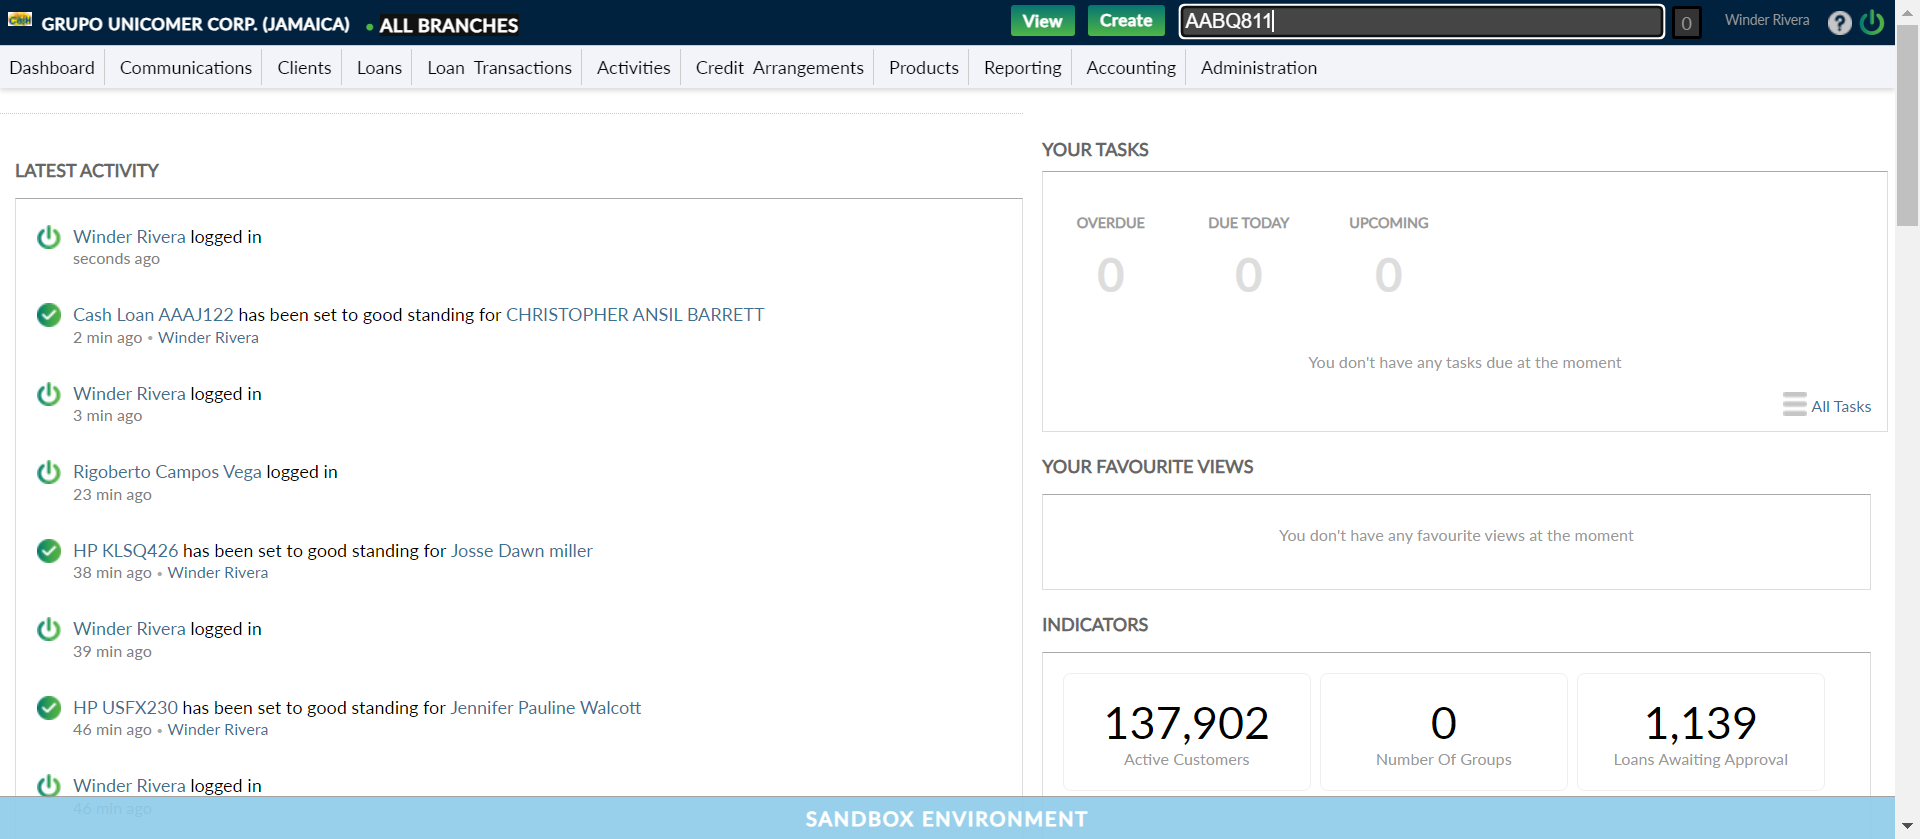 GRUPO UNICOMER CORP. (JAMAICA) • ALL BRANCHES View Create AABQ811 0 Winder Rivera ?
Dashboard Communications Clients Loans Loan Transactions Activities Credit Arrangements Products Reporting Accounting Administration
LATEST ACTIVITY
Winder Rivera logged in
seconds ago
Cash Loan AAAJ122 has been set to good standing for CHRISTOPHER ANSIL BARRETT
2 min ago • Winder Rivera
Winder Rivera logged in
3 min ago
Rigoberto Campos Vega logged in
23 min ago
HP KLSQ426 has been set to good standing for Josse Dawn miller
38 min ago • Winder Rivera
Winder Rivera logged in
39 min ago
HP USFX230 has been set to good standing for Jennifer Pauline Walcott
46 min ago • Winder Rivera
Winder Rivera logged in
46 min ago
YOUR TASKS
OVERDUE DUE TODAY UPCOMING
0 0 0
You don't have any tasks due at the moment
All Tasks
YOUR FAVOURITE VIEWS
You don't have any favourite views at the moment
INDICATORS
137,902 0 1,139
Active Customers Number Of Groups Loans Awaiting Approval
SANDBOX ENVIRONMENT